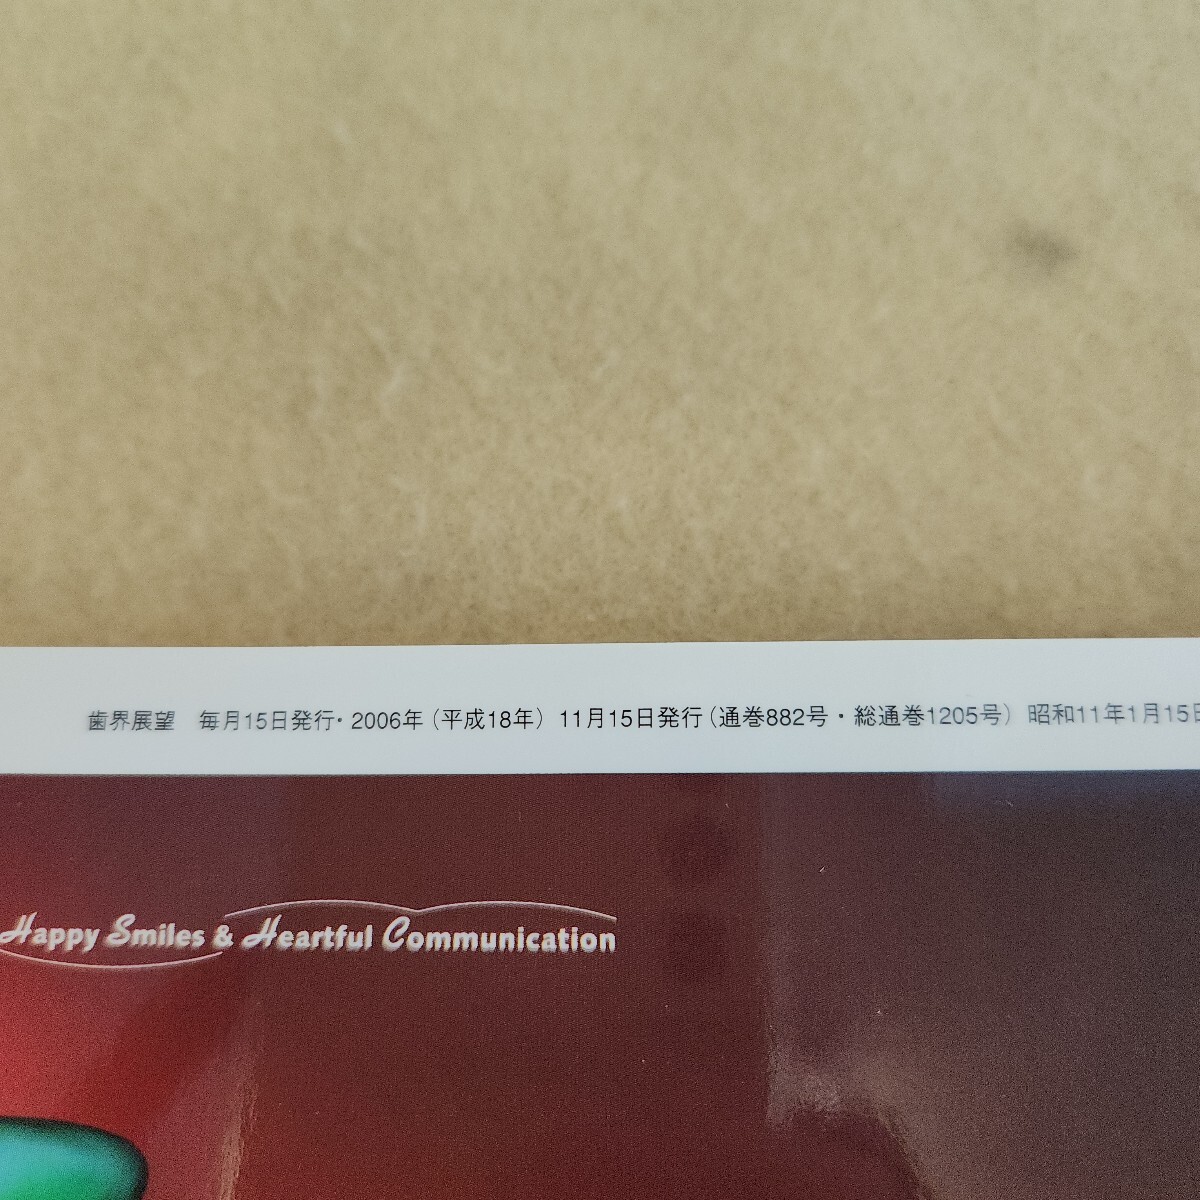 歯界展望　毎月15日発行・2006年（平成18年）11月15日発行（通巻882号・総通巻1205号）昭和11年1月15日
Happy Smiles & Heartful Communication